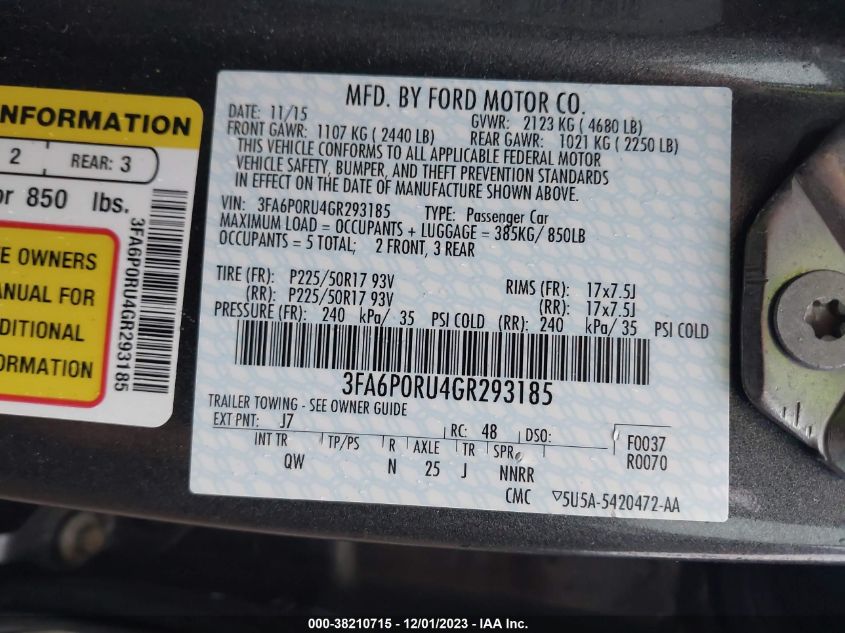 NFORMATION
2 REAR: 3
or 850 lbs.
E OWNERS
ANUAL FOR
DITIONAL
ORMATION
3FA6P0RU4GR293185
MFD. BY FORD MOTOR CO.
DATE: 11/15 GVWR: 2123 KG ( 4680 LB)
FRONT GAWR: 1107 KG ( 2440 LB) REAR GAWR: 1021 KG ( 2250 LB)
THIS VEHICLE CONFORMS TO ALL APPLICABLE FEDERAL MOTOR
VEHICLE SAFETY, BUMPER, AND THEFT PREVENTION STANDARDS
IN EFFECT ON THE DATE OF MANUFACTURE SHOWN ABOVE.
VIN: 3FA6P0RU4GR293185 TYPE: Passenger Car
MAXIMUM LOAD = OCCUPANTS + LUGGAGE = 385KG/ 850LB
OCCUPANTS = 5 TOTAL; 2 FRONT, 3 REAR
TIRE (FR): P225/50R17 93V RIMS (FR): 17x7.5J
(RR): P225/50R17 93V (RR): 17x7.5J
PRESSURE (FR): 240 kPa/ 35 PSI COLD (RR): 240 kPa/ 35 PSI COLD
3FA6P0RU4GR293185
TRAILER TOWING - SEE OWNER GUIDE
EXT PNT: J7 RC: 48 DSO: F0037
INT TR TP/PS R AXLE TR SPR R0070
QW N 25 J NNRR
CMC ▽5U5A-5420472-AA
000-38210715 - 12/01/2023 - © IAA Inc.